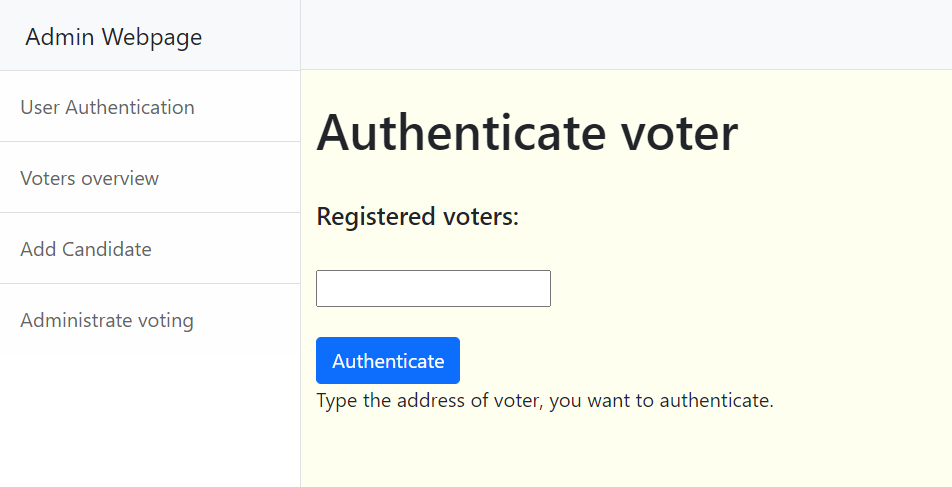 Admin Webpage
User Authentication
Voters overview
Add Candidate
Administrate voting
Authenticate voter
Registered voters:
Authenticate
Type the address of voter, you want to authenticate.